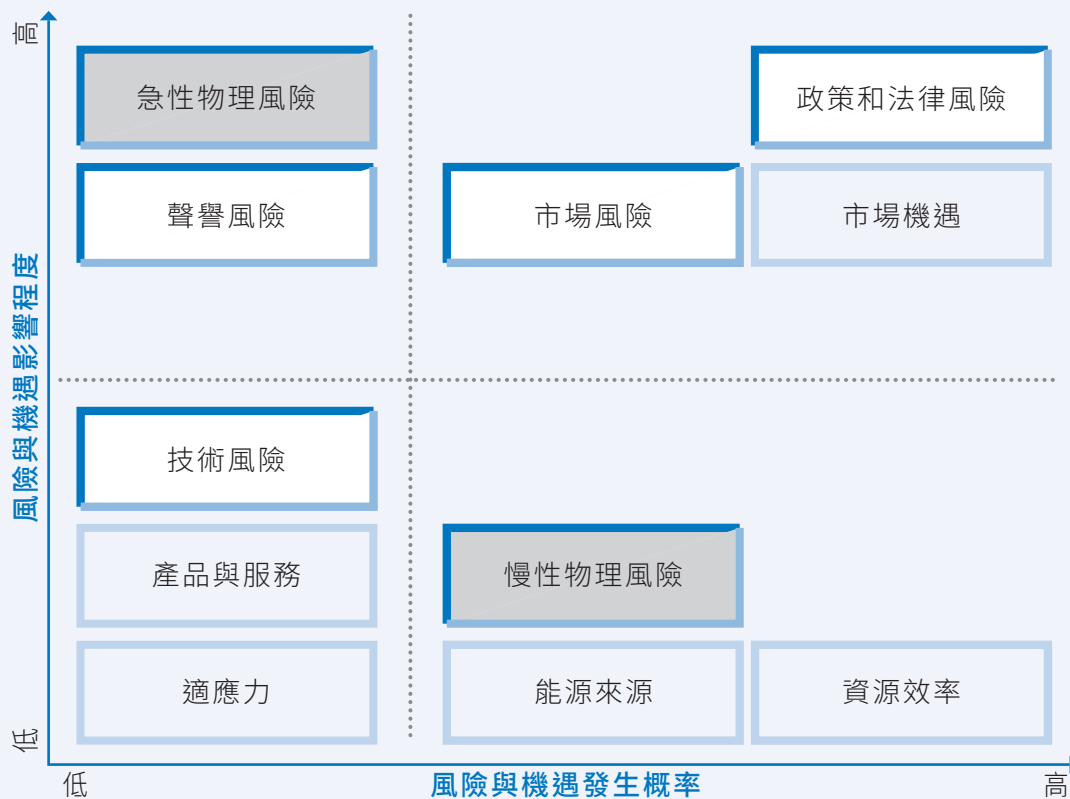 高
急性物理風險
政策和法律風險
聲譽風險
市場風險
市場機遇
風險與機遇影響程度
技術風險
產品與服務
慢性物理風險
適應力
能源來源
資源效率
低
低
風險與機遇發生概率
高